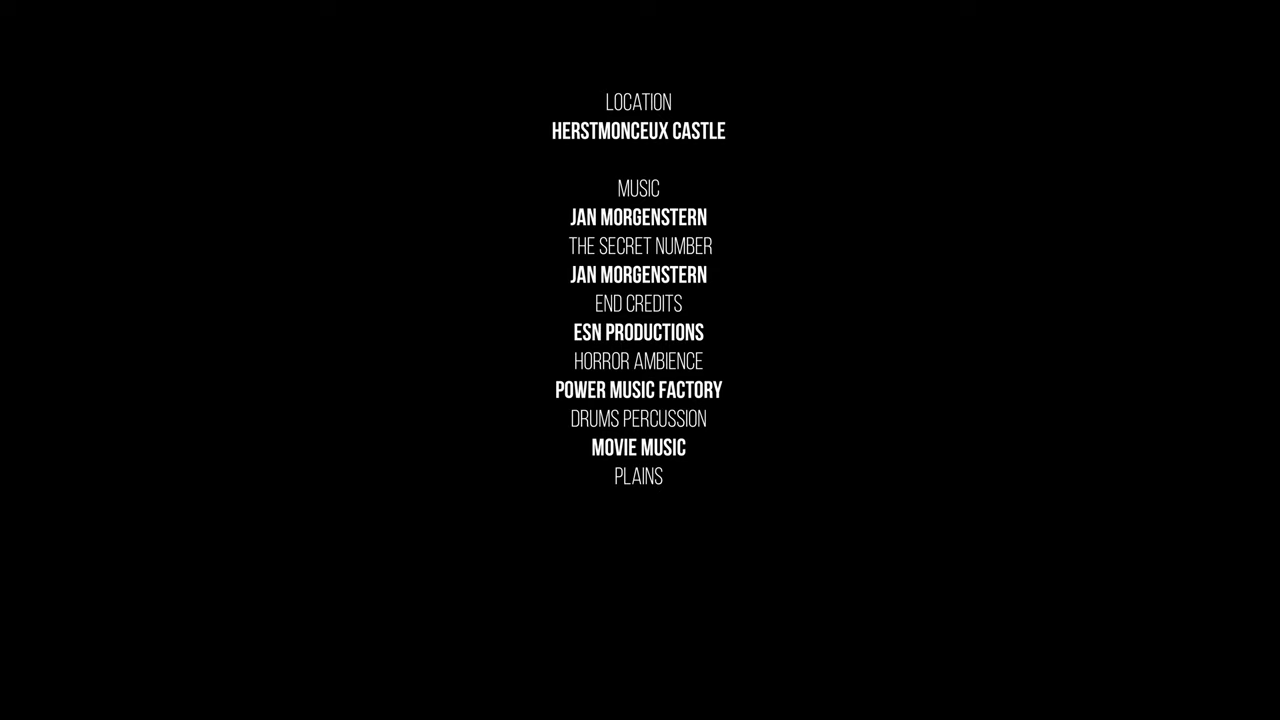 LOCATION
HERSTMONCEUX CASTLE
MUSIC
JAN MORGENSTERN
THE SECRET NUMBER
JAN MORGENSTERN
END CREDITS
ESN PRODUCTIONS
HORROR AMBIENCE
POWER MUSIC FACTORY
DRUMS PERCUSSION
MOVIE MUSIC
PLAINS